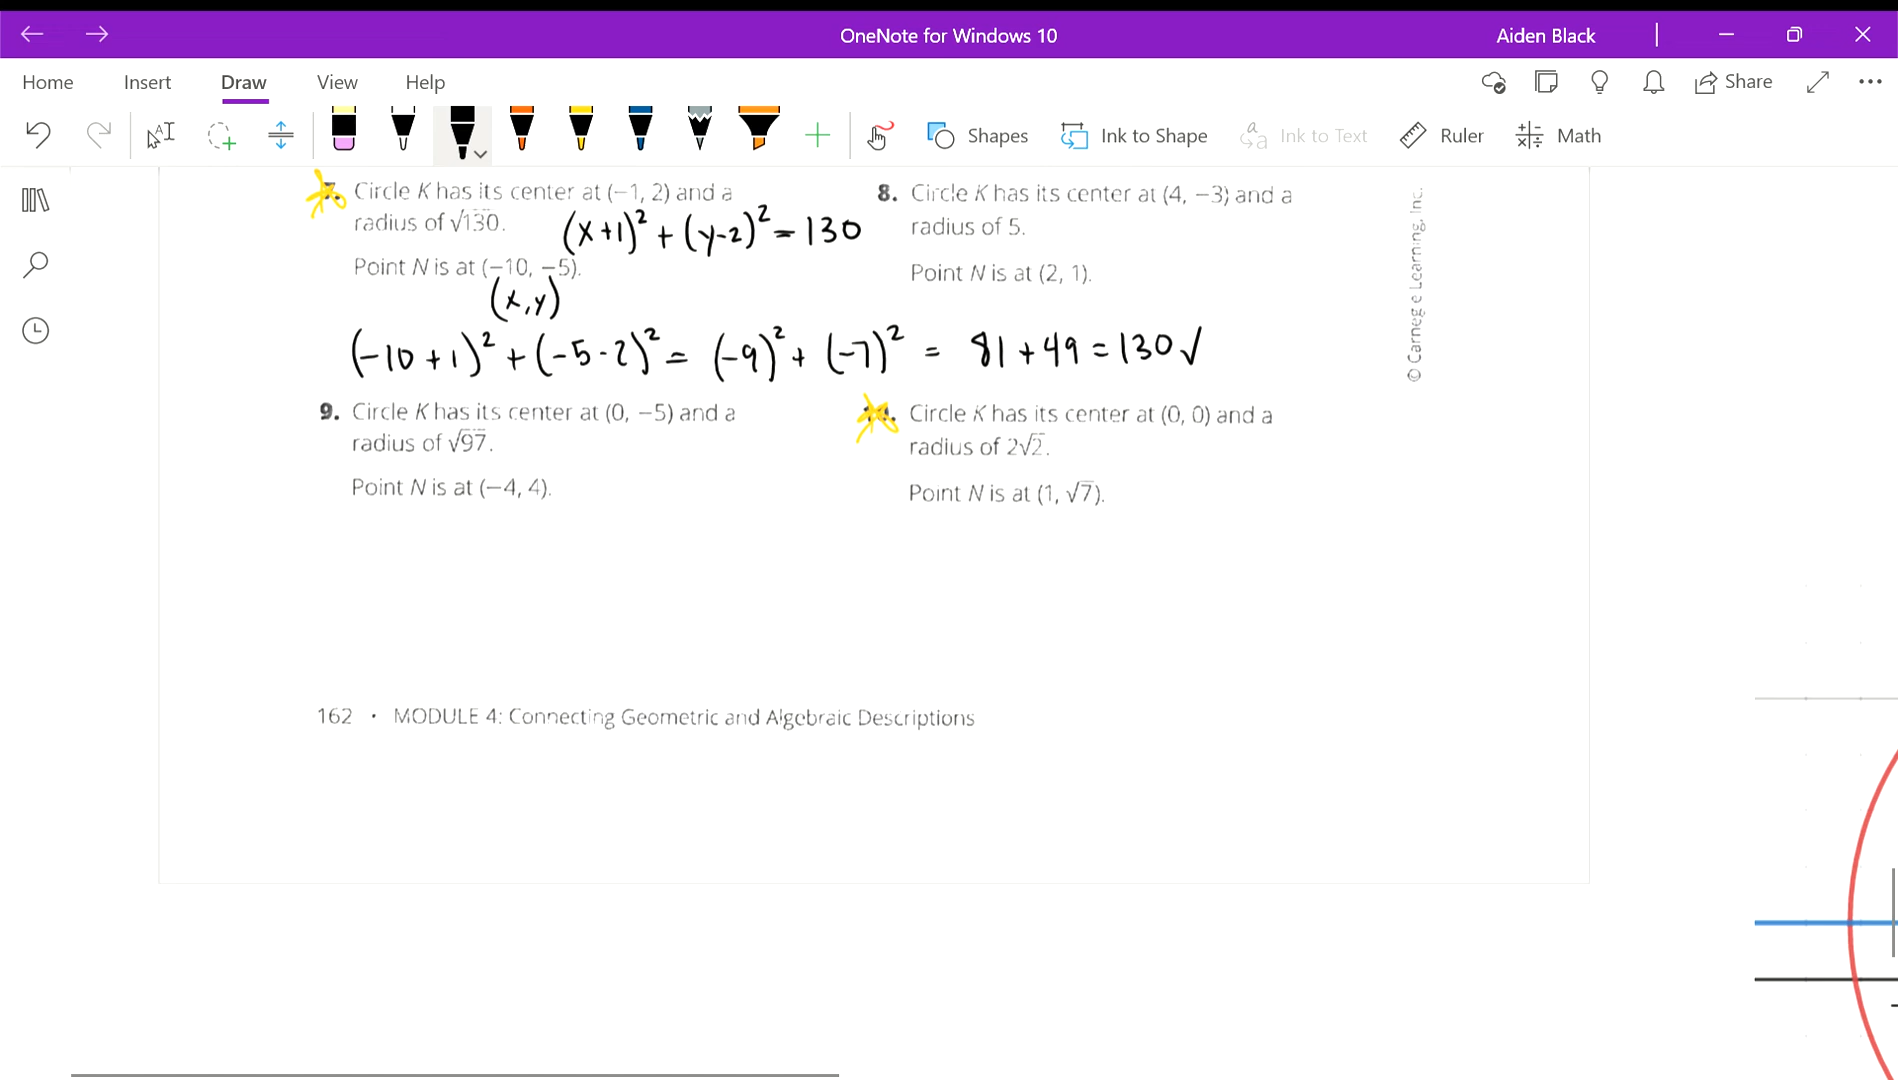 OneNote for Windows 10
Aiden Black
Home Insert Draw View Help
Share
Shapes
Ink to Shape
Ink to Text
Ruler
Math
Circle K has its center at (−1, 2) and a
radius of √130.
(x+1)² + (y-2)² = 130
Point N is at (−10, −5).
(x,y)
(-10+1)² + (-5-2)² = (-9)² + (-7)² = 81+49 = 130 √
8. Circle K has its center at (4, −3) and a
radius of 5.
Point N is at (2, 1).
© Carnegie Learning, Inc.
9. Circle K has its center at (0, −5) and a
radius of √97.
Point N is at (−4, 4).
Circle K has its center at (0, 0) and a
radius of 2√2.
Point N is at (1, √7).
162 • MODULE 4: Connecting Geometric and Algebraic Descriptions